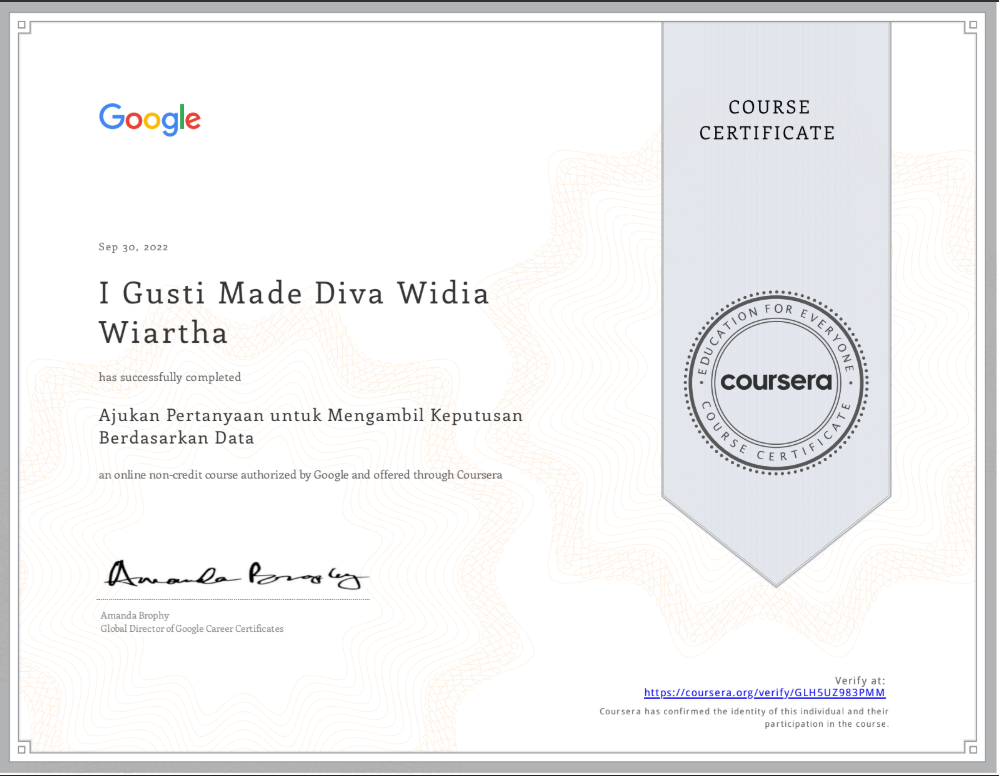 Google
COURSE
CERTIFICATE
Sep 30, 2022
I Gusti Made Diva Widia
Wiartha
has successfully completed
Ajukan Pertanyaan untuk Mengambil Keputusan
Berdasarkan Data
an online non-credit course authorized by Google and offered through Coursera
EDUCATION FOR EVERYONE
coursera
COURSE CERTIFICATE
Amanda Brophy
Amanda Brophy
Global Director of Google Career Certificates
Verify at:
https://coursera.org/verify/GLH5UZ983PMM
Coursera has confirmed the identity of this individual and their
participation in the course.